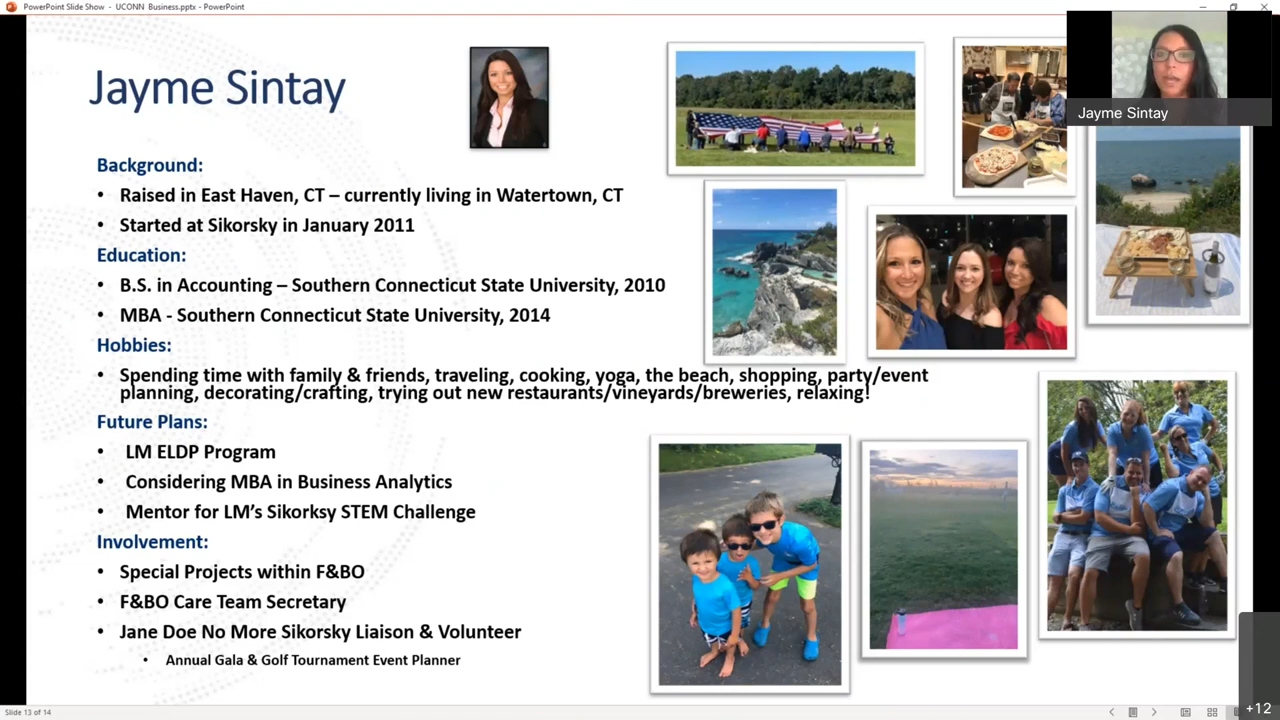 PowerPoint Slide Show - UCONN Business.pptx - PowerPoint
Jayme Sintay
Jayme Sintay
Background:
• Raised in East Haven, CT – currently living in Watertown, CT
• Started at Sikorsky in January 2011
Education:
• B.S. in Accounting – Southern Connecticut State University, 2010
• MBA - Southern Connecticut State University, 2014
Hobbies:
• Spending time with family & friends, traveling, cooking, yoga, the beach, shopping, party/event
planning, decorating/crafting, trying out new restaurants/vineyards/breweries, relaxing!
Future Plans:
• LM ELDP Program
• Considering MBA in Business Analytics
• Mentor for LM’s Sikorksy STEM Challenge
Involvement:
• Special Projects within F&BO
• F&BO Care Team Secretary
• Jane Doe No More Sikorsky Liaison & Volunteer
• Annual Gala & Golf Tournament Event Planner
Slide 13 of 14
+12